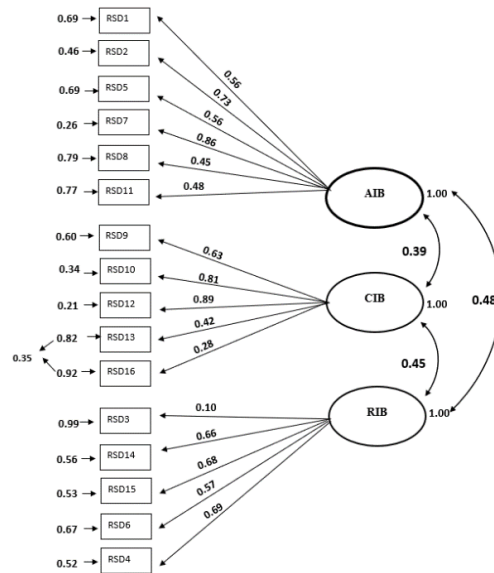 0.69 RSD1
0.46 RSD2
0.56
0.73
0.69 RSD5
0.56
0.26 RSD7
0.86
0.79 RSD8
0.45
0.77 RSD11
0.48
AIB 1.00
0.60 RSD9
0.63
0.39
0.34 RSD10
0.81
0.21 RSD12
0.89
CIB 1.00
0.48
0.82 RSD13
0.42
0.35
0.92 RSD16
0.28
0.45
0.99 RSD3
0.10
RIB 1.00
0.56 RSD14
0.66
0.53 RSD15
0.68
0.67 RSD6
0.57
0.69
0.52 RSD4